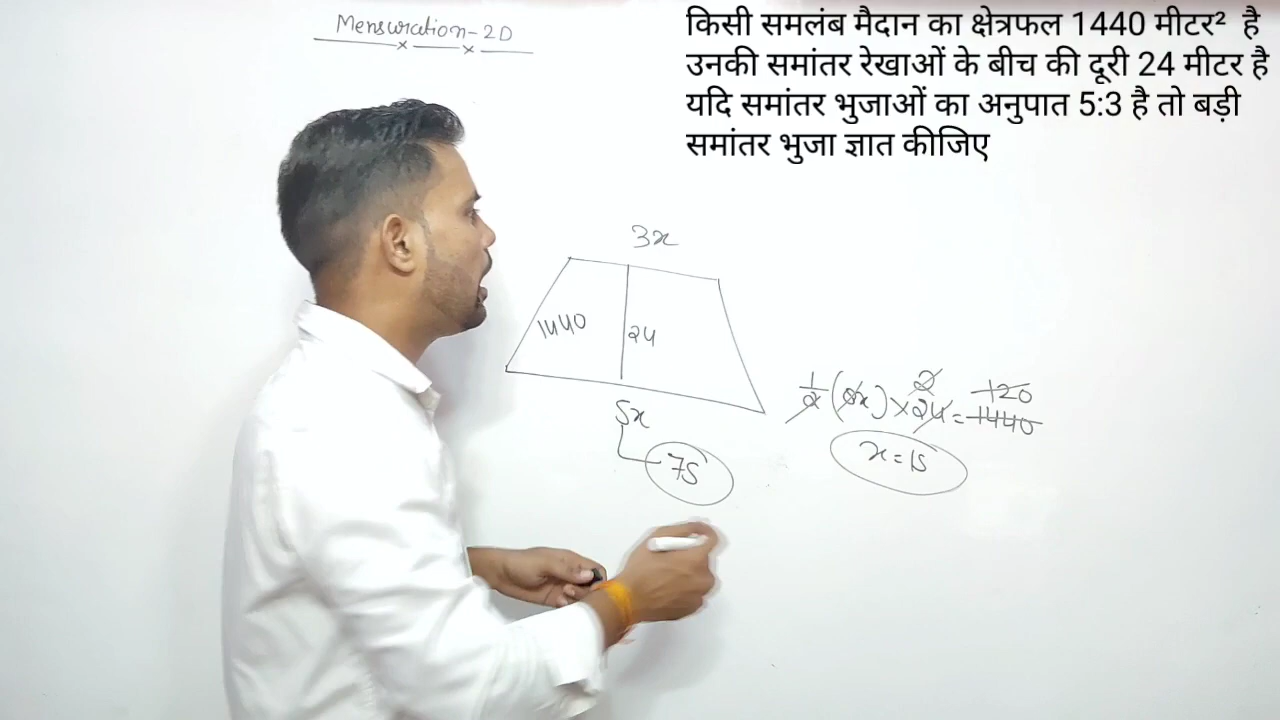 Mensuration-2D
किसी समलंब मैदान का क्षेत्रफल 1440 मीटर² है
उनकी समांतर रेखाओं के बीच की दूरी 24 मीटर है
यदि समांतर भुजाओं का अनुपात 5:3 है तो बड़ी
समांतर भुजा ज्ञात कीजिए
3x
1440
24
5x
75
2 120
1/2 (8x) × 24 = 1440
x = 15